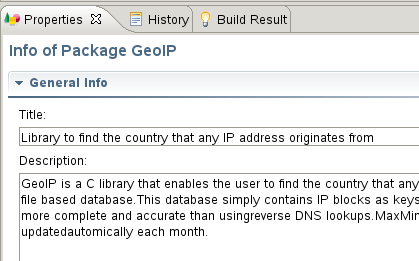 Properties
History
Build Result
Info of Package GeoIP
General Info
Title:
Library to find the country that any IP address originates from
Description:
GeoIP is a C library that enables the user to find the country that any
file based database.This database simply contains IP blocks as keys
more complete and accurate than usingreverse DNS lookups.MaxMin
updatedautomically each month.